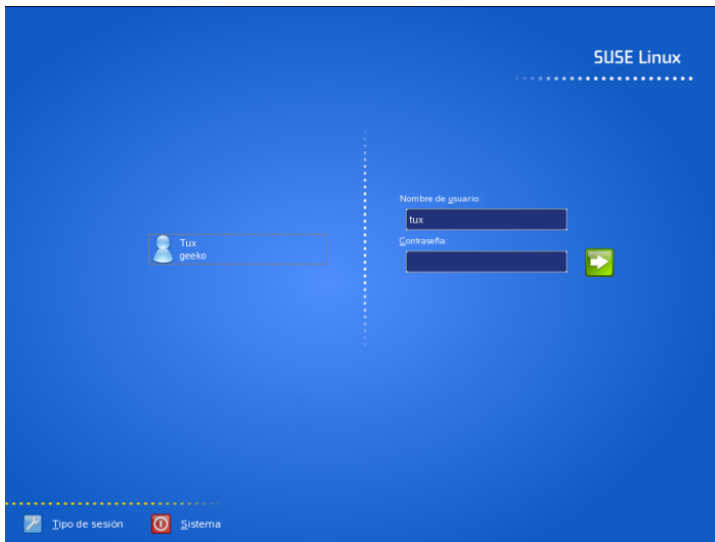 SUSE Linux
Tux
geeko
Nombre de usuario:
tux
Contraseña:
Tipo de sesión
Sistema